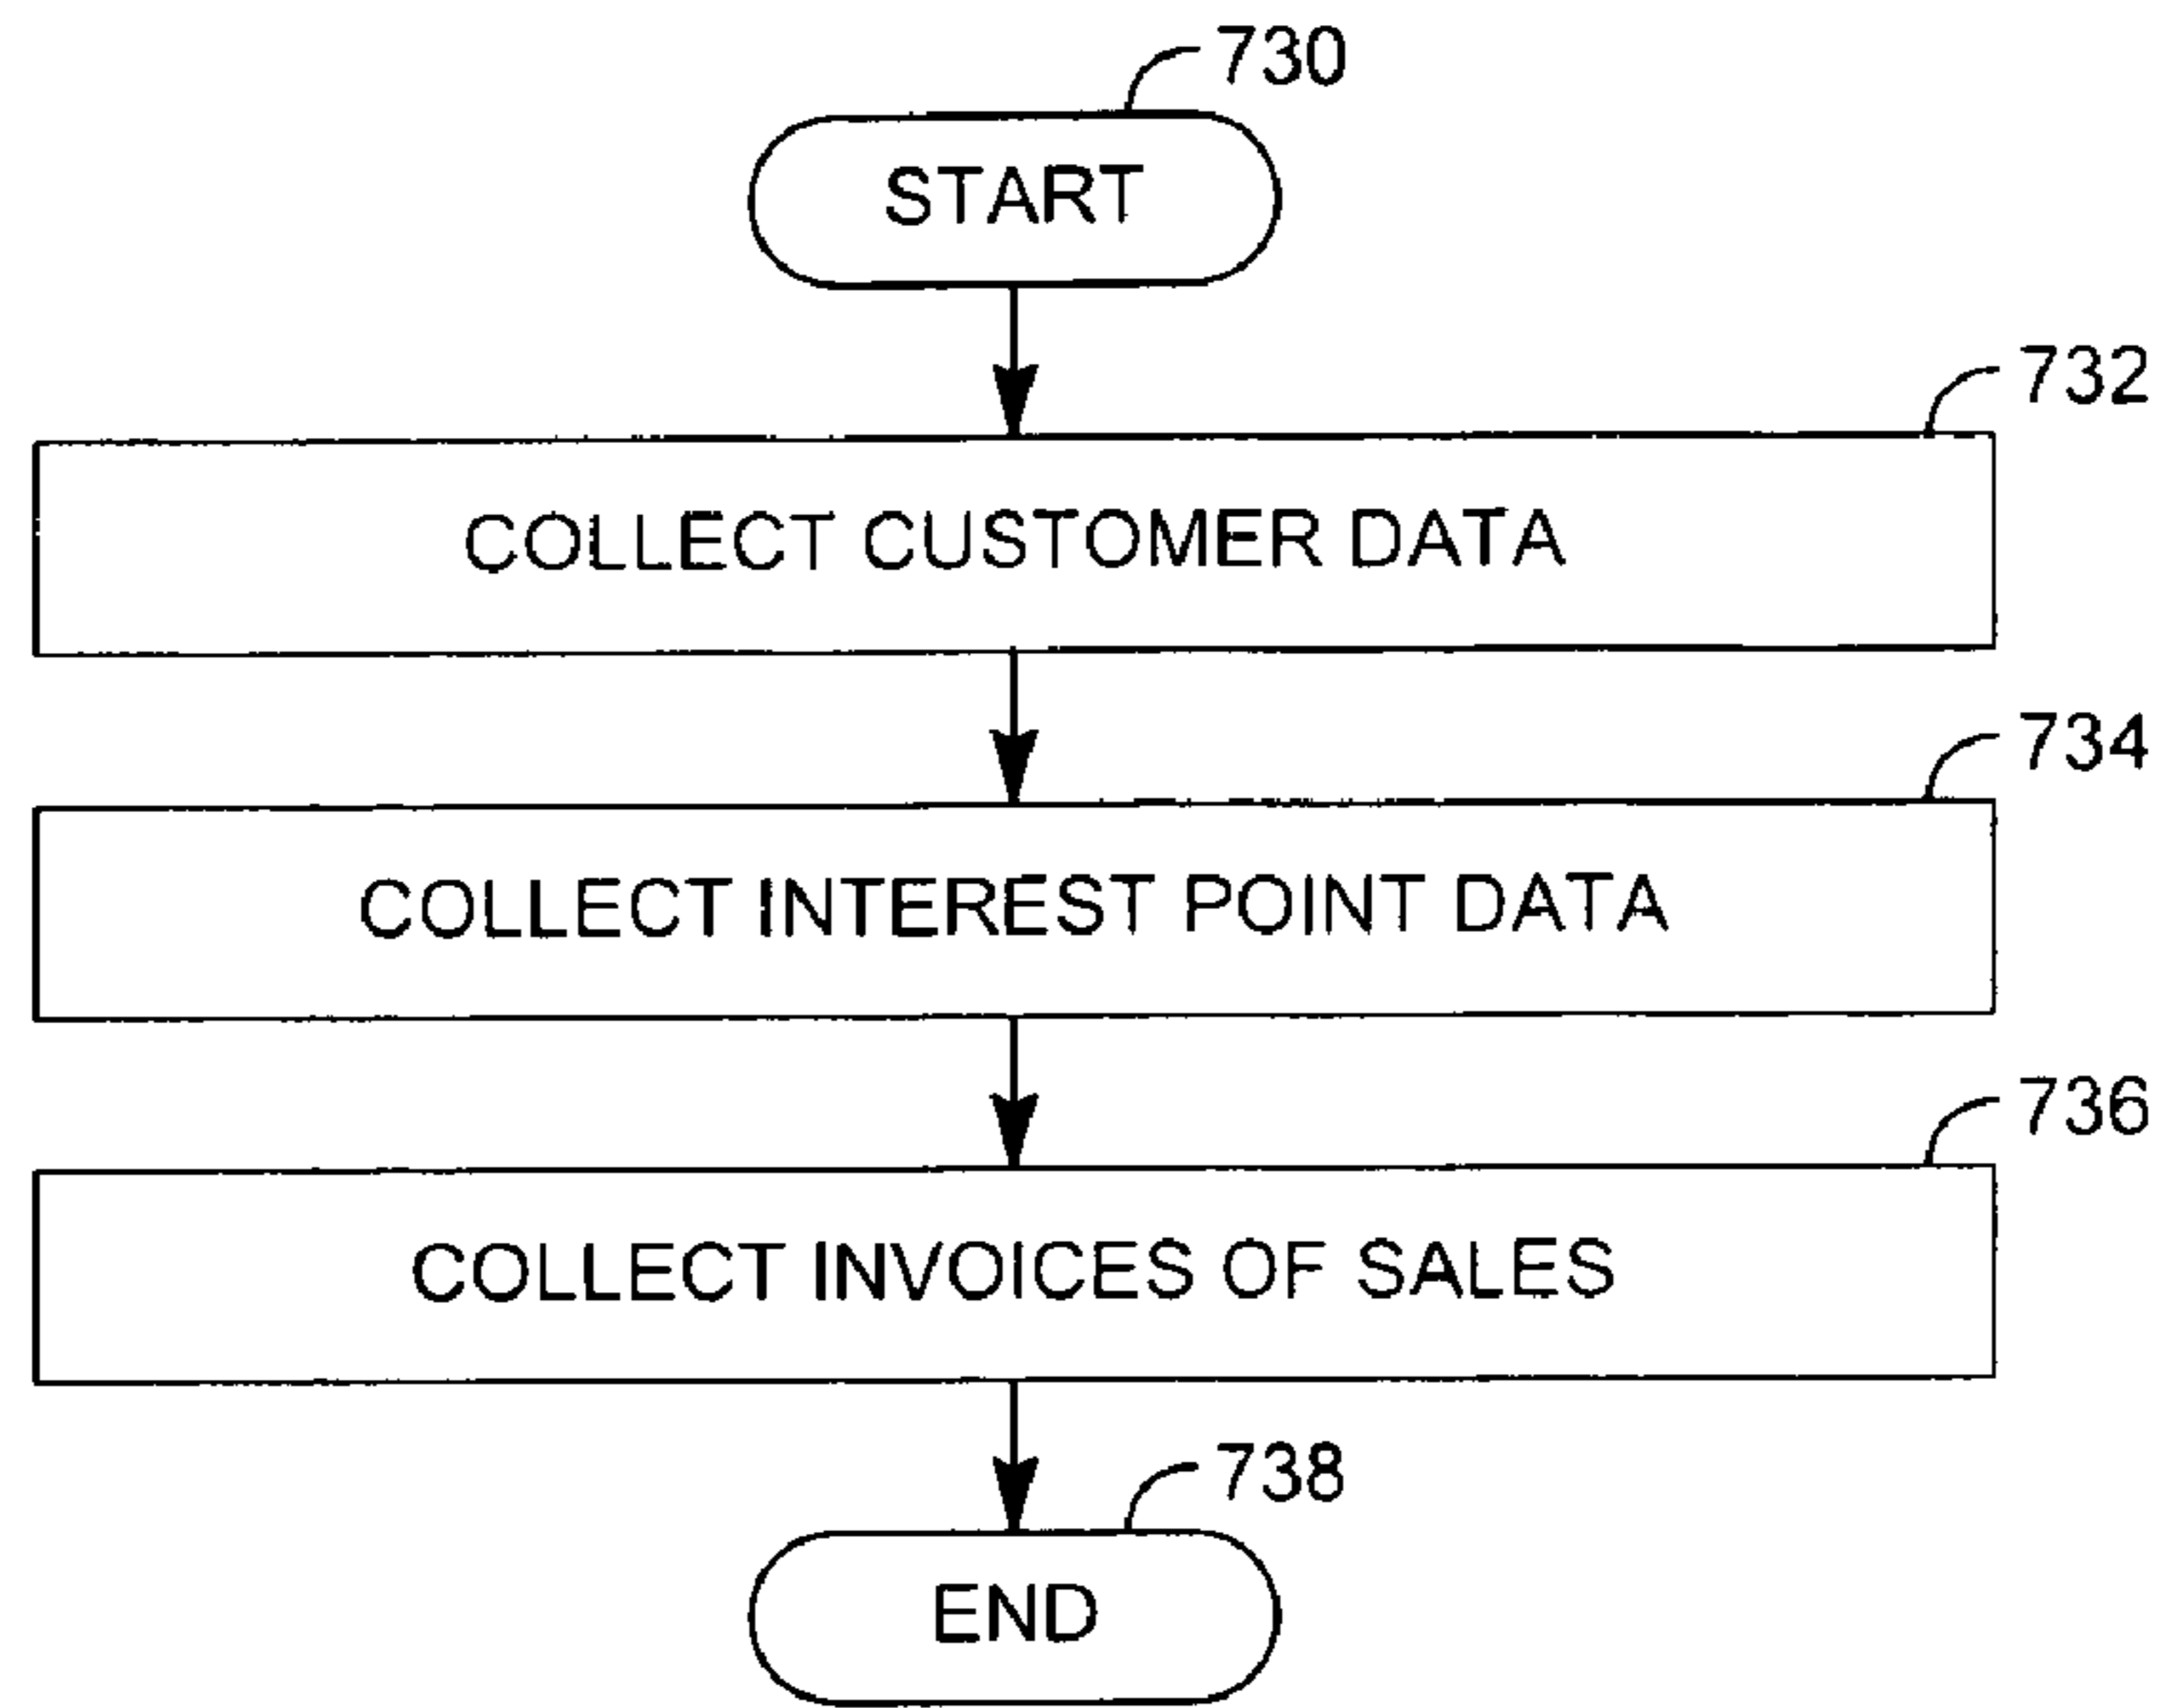 730
START
732
COLLECT CUSTOMER DATA
734
COLLECT INTEREST POINT DATA
736
COLLECT INVOICES OF SALES
738
END